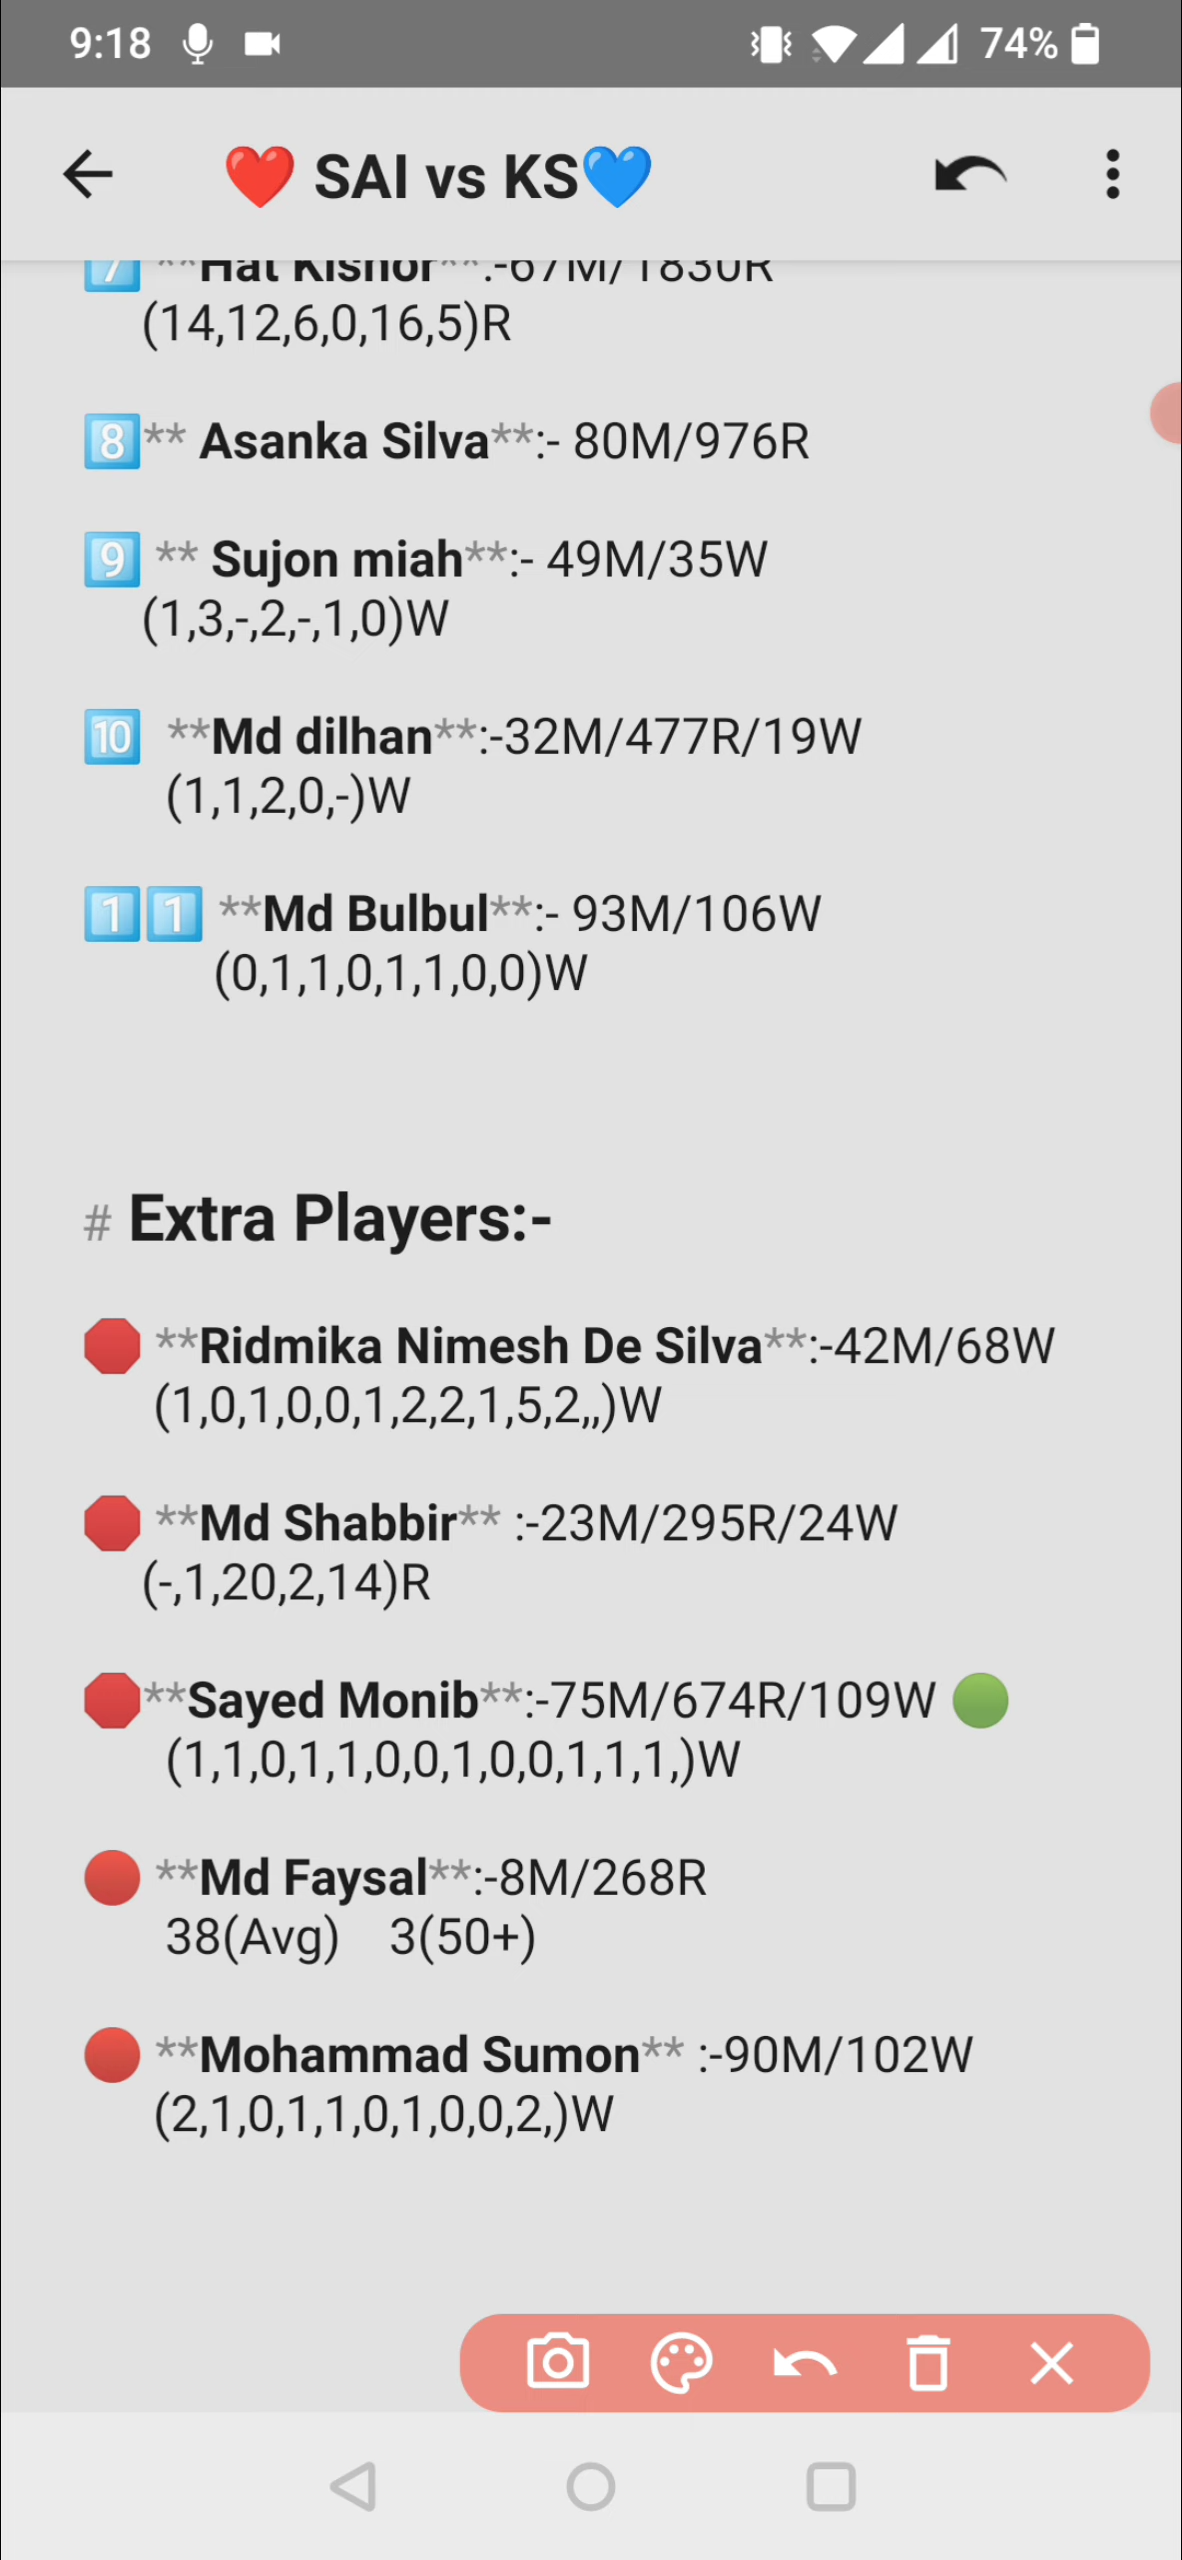 9:18 74%
❤️ SAI vs KS💙
7️⃣ **Hat Kishor**:-67M/1830R
(14,12,6,0,16,5)R
8️⃣** Asanka Silva**:- 80M/976R
9️⃣ ** Sujon miah**:- 49M/35W
(1,3,-,2,-,1,0)W
🔟 **Md dilhan**:-32M/477R/19W
(1,1,2,0,-)W
1️⃣1️⃣ **Md Bulbul**:- 93M/106W
(0,1,1,0,1,1,0,0)W
# Extra Players:-
🛑 **Ridmika Nimesh De Silva**:-42M/68W
(1,0,1,0,0,1,2,2,1,5,2,,)W
🛑 **Md Shabbir** :-23M/295R/24W
(-,1,20,2,14)R
🛑**Sayed Monib**:-75M/674R/109W 🟢
(1,1,0,1,1,0,0,1,0,0,1,1,1,)W
🔴 **Md Faysal**:-8M/268R
38(Avg) 3(50+)
🔴 **Mohammad Sumon** :-90M/102W
(2,1,0,1,1,0,1,0,0,2,)W